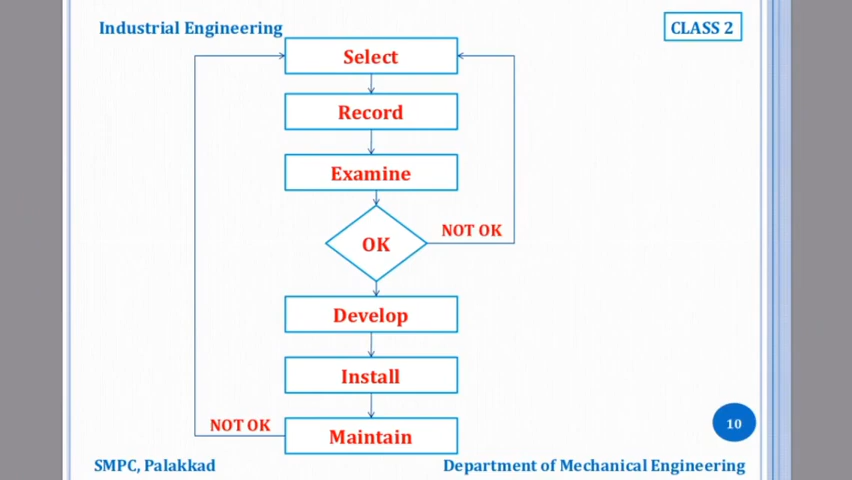 Industrial Engineering
CLASS 2
Select
Record
Examine
OK
NOT OK
Develop
Install
NOT OK
Maintain
10
SMPC, Palakkad
Department of Mechanical Engineering